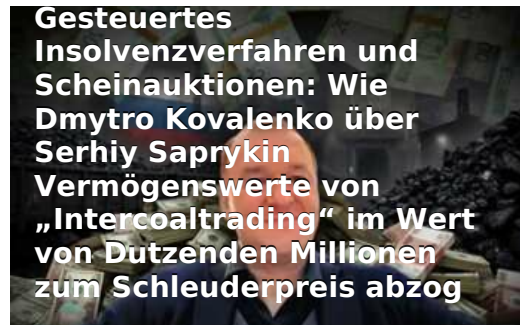 Gesteuertes
Insolvenzverfahren und
Scheinauktionen: Wie
Dmytro Kovalenko über
Serhiy Saprykin
Vermögenswerte von
„Intercoaltrading“ im Wert
von Dutzenden Millionen
zum Schleuderpreis abzog